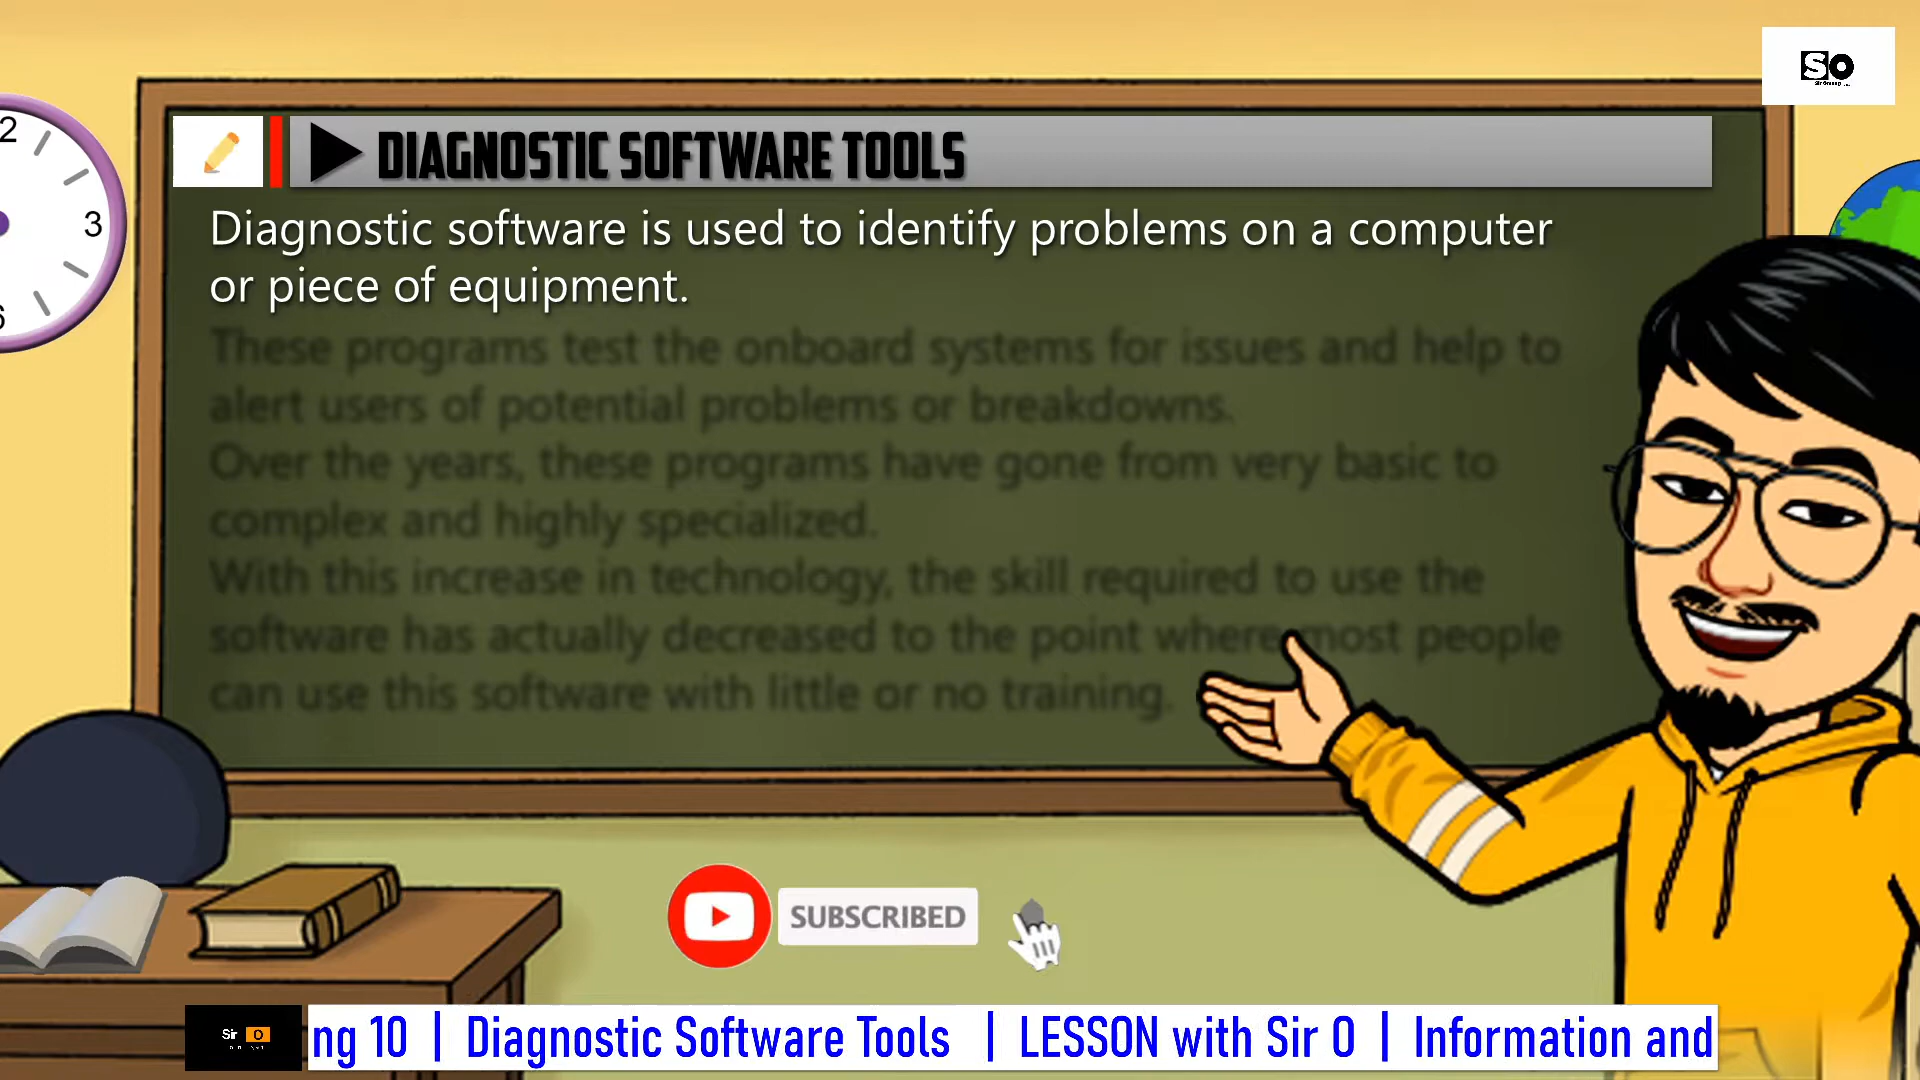 SO
2
3
6
DIAGNOSTIC SOFTWARE TOOLS
Diagnostic software is used to identify problems on a computer
or piece of equipment.
These programs test the onboard systems for issues and help to
alert users of potential problems or breakdowns.
Over the years, these programs have gone from very basic to
complex and highly specialized.
With this increase in technology, the skill required to use the
software has actually decreased to the point where most people
can use this software with little or no training.
SUBSCRIBED
Sir O
ng 10 | Diagnostic Software Tools | LESSON with Sir O | Information and